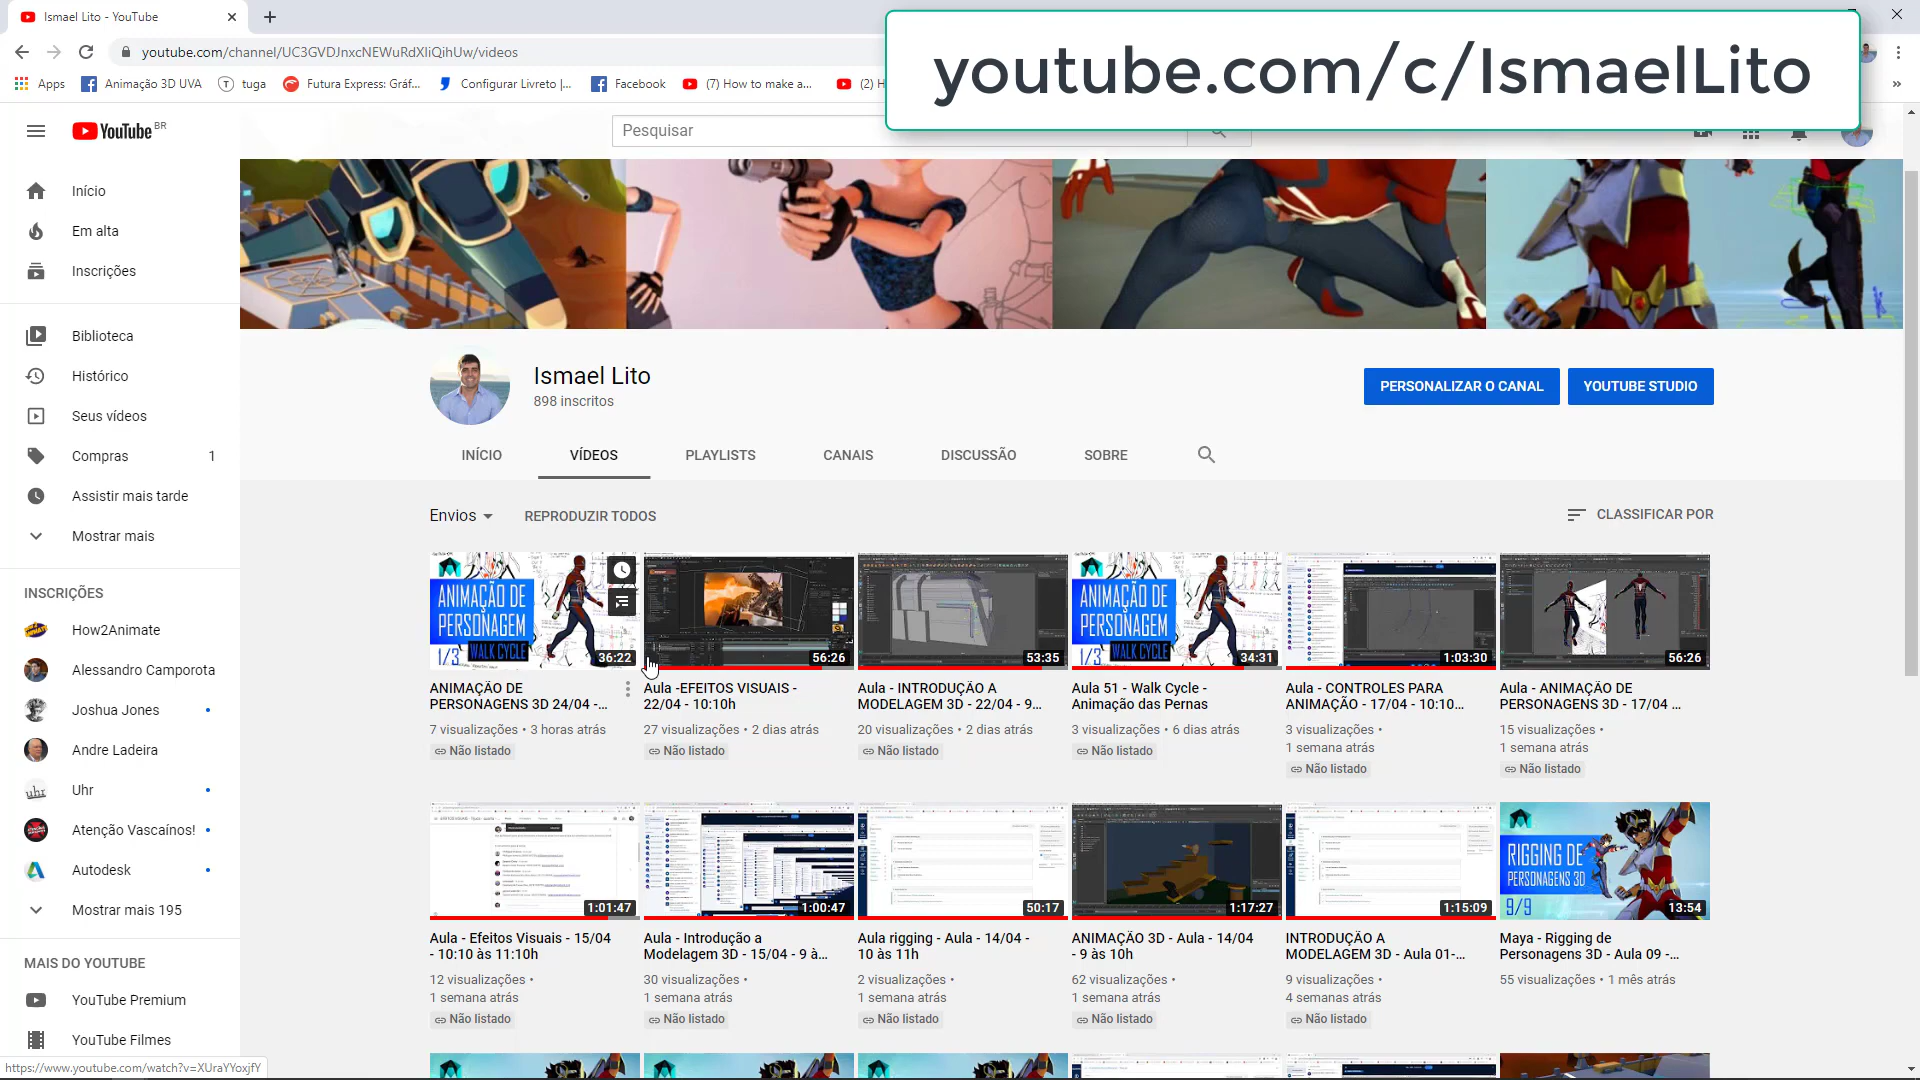 Ismael Lito - YouTube
youtube.com/channel/UC3GVDJnxcNEWuRdXIiQihUw/videos
youtube.com/c/IsmaelLito
Apps
Animação 3D UVA
tuga
Futura Express: Gráf...
Configurar Livreto |...
Facebook
(7) How to make a...
(2) H
YouTube BR
Pesquisar
Início
Em alta
Inscrições
Biblioteca
Histórico
Seus vídeos
Compras 1
Assistir mais tarde
Mostrar mais
INSCRIÇÕES
How2Animate
Alessandro Camporota
Joshua Jones
Andre Ladeira
Uhr
Atenção Vascaínos!
Autodesk
Mostrar mais 195
MAIS DO YOUTUBE
YouTube Premium
YouTube Filmes
https://www.youtube.com/watch?v=XUraYYoxjfY
Ismael Lito
898 inscritos
PERSONALIZAR O CANAL
YOUTUBE STUDIO
INÍCIO
VÍDEOS
PLAYLISTS
CANAIS
DISCUSSÃO
SOBRE
Envios
REPRODUZIR TODOS
CLASSIFICAR POR
ANIMAÇÃO DE
PERSONAGEM
1/3 WALK CYCLE
36:22
ANIMAÇÃO DE
PERSONAGENS 3D 24/04 -...
7 visualizações • 3 horas atrás
Não listado
56:26
Aula -EFEITOS VISUAIS -
22/04 - 10:10h
27 visualizações • 2 dias atrás
Não listado
53:35
Aula - INTRODUÇÃO A
MODELAGEM 3D - 22/04 - 9...
20 visualizações • 2 dias atrás
Não listado
ANIMAÇÃO DE
PERSONAGEM
1/3 WALK CYCLE
34:31
Aula 51 - Walk Cycle -
Animação das Pernas
3 visualizações • 6 dias atrás
Não listado
1:03:30
Aula - CONTROLES PARA
ANIMAÇÃO - 17/04 - 10:10...
3 visualizações •
1 semana atrás
Não listado
56:26
Aula - ANIMAÇÃO DE
PERSONAGENS 3D - 17/04 ...
15 visualizações •
1 semana atrás
Não listado
1:01:47
Aula - Efeitos Visuais - 15/04
- 10:10 às 11:10h
12 visualizações •
1 semana atrás
Não listado
1:00:47
Aula - Introdução a
Modelagem 3D - 15/04 - 9 à...
30 visualizações •
1 semana atrás
Não listado
50:17
Aula rigging - Aula - 14/04 -
10 às 11h
2 visualizações •
1 semana atrás
Não listado
1:17:27
ANIMAÇÃO 3D - Aula - 14/04
- 9 às 10h
62 visualizações •
1 semana atrás
Não listado
1:15:09
INTRODUÇÃO A
MODELAGEM 3D - Aula 01-...
9 visualizações •
4 semanas atrás
Não listado
RIGGING DE
PERSONAGENS 3D
9/9
13:54
Maya - Rigging de
Personagens 3D - Aula 09 -...
55 visualizações • 1 mês atrás